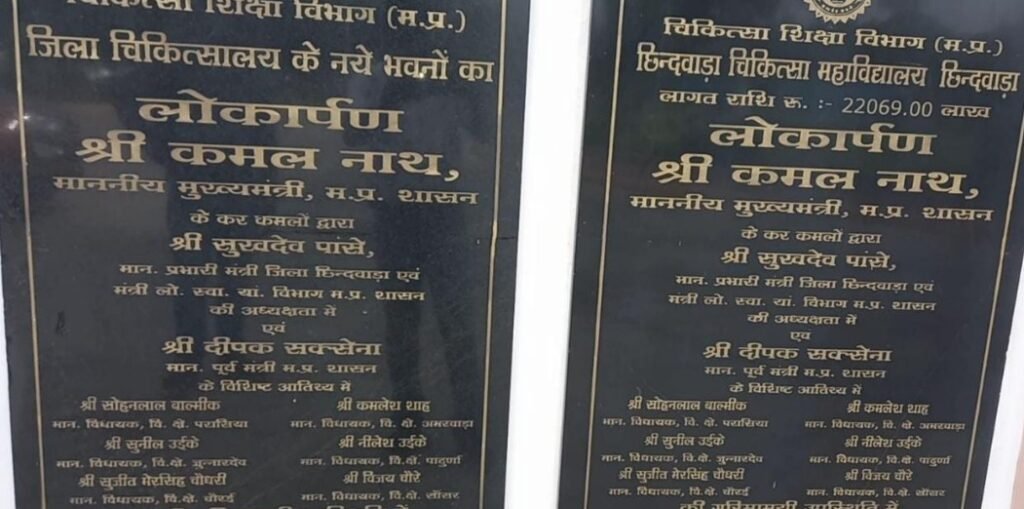 चिकित्सा शिक्षा विभाग (म.प्र.)
जिला चिकित्सालय के नये भवनों का
लोकार्पण
श्री कमल नाथ,
माननीय मुख्यमंत्री, म.प्र. शासन
के कर कमलों द्वारा
श्री सुखदेव पांसे,
मान. प्रभारी मंत्री जिला छिन्दवाड़ा एवं
मंत्री लो. स्वा. यां. विभाग म.प्र. शासन
की अध्यक्षता में
एवं
श्री दीपक सक्सेना
मान. पूर्व मंत्री म.प्र. शासन
के विशिष्ट आतिथ्य में
श्री सोहनलाल बाल्मीक श्री कमलेश शाह
मान. विधायक, वि. क्षे. परासिया मान. विधायक, वि. क्षे. अमरवाड़ा
श्री सुनील उईके श्री नीलेश उईके
मान. विधायक, वि. क्षे. जुन्नारदेव मान. विधायक, वि. क्षे. पांढुर्णा
श्री सुजीत मेरसिंह चौधरी श्री विजय चौरे
मान. विधायक, वि.क्षे. चौरई मान. विधायक, वि.क्षे. सौंसर
चिकित्सा शिक्षा विभाग (म.प्र.)
छिन्दवाड़ा चिकित्सा महाविद्यालय छिन्दवाड़ा
लागत राशि रू. :- 22069.00 लाख
लोकार्पण
श्री कमल नाथ,
माननीय मुख्यमंत्री, म.प्र. शासन
के कर कमलों द्वारा
श्री सुखदेव पांसे,
मान. प्रभारी मंत्री जिला छिन्दवाड़ा एवं
मंत्री लो. स्वा. यां. विभाग म.प्र. शासन
की अध्यक्षता में
एवं
श्री दीपक सक्सेना
मान. पूर्व मंत्री म.प्र. शासन
के विशिष्ट आतिथ्य में
श्री सोहनलाल बाल्मीक श्री कमलेश शाह
मान. विधायक, वि. क्षे. परासिया मान. विधायक, वि. क्षे. अमरवाड़ा
श्री सुनील उईके श्री नीलेश उईके
मान. विधायक, वि. क्षे. जुन्नारदेव मान. विधायक, वि. क्षे. पांढुर्णा
श्री सुजीत मेरसिंह चौधरी श्री विजय चौरे
मान. विधायक, वि.क्षे. चौरई मान. विधायक, वि.क्षे. सौंसर
की गरिमामयी उपस्थिति में